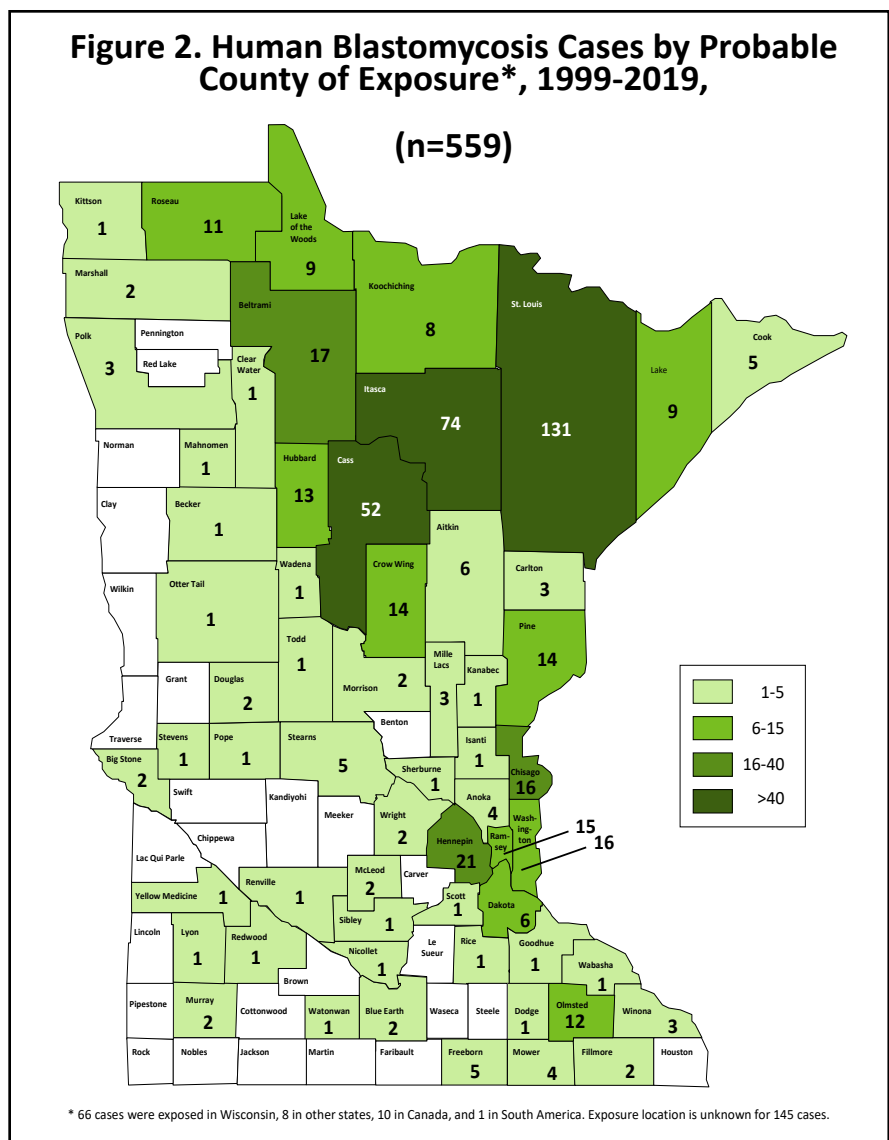 Figure 2. Human Blastomycosis Cases by Probable
County of Exposure*, 1999-2019,
(n=559)
Kittson
1
Roseau
11
Lake
of the
Woods
9
Marshall
2
Beltrami
17
Koochiching
8
St. Louis
131
Lake
9
Cook
5
Polk
3
Pennington
Red Lake
Clear
Water
1
Itasca
74
Norman
Mahnomen
1
Hubbard
13
Cass
52
Clay
Becker
1
Aitkin
6
Wadena
1
Crow Wing
14
Carlton
3
Wilkin
Otter Tail
1
Todd
1
Morrison
2
Mille
Lacs
3
Kanabec
1
Pine
14
Grant
Douglas
2
Traverse
Stevens
1
Pope
1
Stearns
5
Benton
Isanti
1
Chisago
16
Big Stone
2
Swift
Kandiyohi
Meeker
Sherburne
1
Anoka
4
Wash-
ing-
ton
16
Ram-
sey
15
Wright
2
Hennepin
21
Chippewa
Lac Qui Parle
Yellow Medicine
1
Renville
1
McLeod
2
Carver
Scott
1
Dakota
6
Sibley
1
Lincoln
Lyon
1
Redwood
1
Nicollet
1
Le
Sueur
Rice
1
Goodhue
1
Wabasha
1
Brown
Pipestone
Murray
2
Cottonwood
Watonwan
1
Blue Earth
2
Waseca
Steele
Dodge
1
Olmsted
12
Winona
3
Rock
Nobles
Jackson
Martin
Faribault
Freeborn
5
Mower
4
Fillmore
2
Houston
1-5
6-15
16-40
>40
* 66 cases were exposed in Wisconsin, 8 in other states, 10 in Canada, and 1 in South America. Exposure location is unknown for 145 cases.